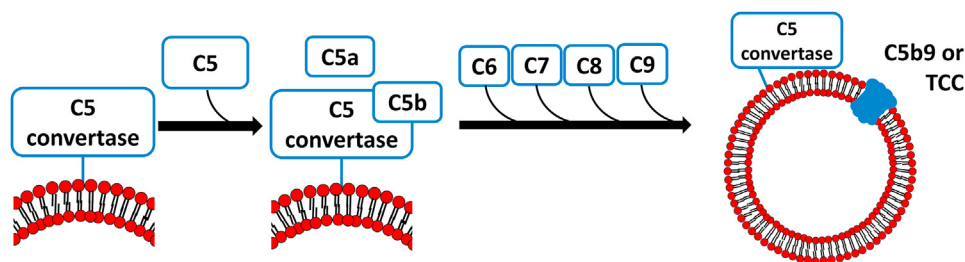 C5
convertase
C5
C5a
C5
convertase
C5b
C6
C7
C8
C9
C5
convertase
C5b9 or
TCC